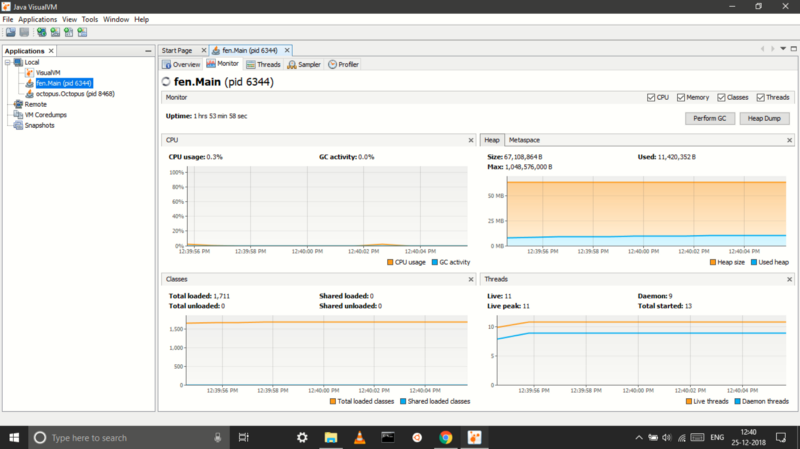 Java VisualVM
File Applications View Tools Window Help
Applications
Local
VisualVM
fen.Main (pid 6344)
octopus.Octopus (pid 8468)
Remote
VM Coredumps
Snapshots
Start Page fen.Main (pid 6344)
Overview Monitor Threads Sampler Profiler
fen.Main (pid 6344)
Monitor CPU Memory Classes Threads
Uptime: 1 hrs 53 min 58 sec
Perform GC Heap Dump
CPU
CPU usage: 0.3% GC activity: 0.0%
100%
80%
60%
40%
20%
0%
12:39:56 PM 12:39:58 PM 12:40:00 PM 12:40:02 PM 12:40:04 PM
CPU usage GC activity
Heap Metaspace
Size: 67,108,864 B Used: 11,420,352 B
Max: 1,048,576,000 B
50 MB
25 MB
0 MB
12:39:56 PM 12:39:58 PM 12:40:00 PM 12:40:02 PM 12:40:04 PM
Heap size Used heap
Classes
Total loaded: 1,711 Shared loaded: 0
Total unloaded: 0 Shared unloaded: 0
1,500
1,000
500
0
12:39:56 PM 12:39:58 PM 12:40:00 PM 12:40:02 PM 12:40:04 PM
Total loaded classes Shared loaded classes
Threads
Live: 11 Daemon: 9
Live peak: 11 Total started: 13
10
5
0
12:39:56 PM 12:39:58 PM 12:40:00 PM 12:40:02 PM 12:40:04 PM
Live threads Daemon threads
Type here to search
ENG
12:40
25-12-2018